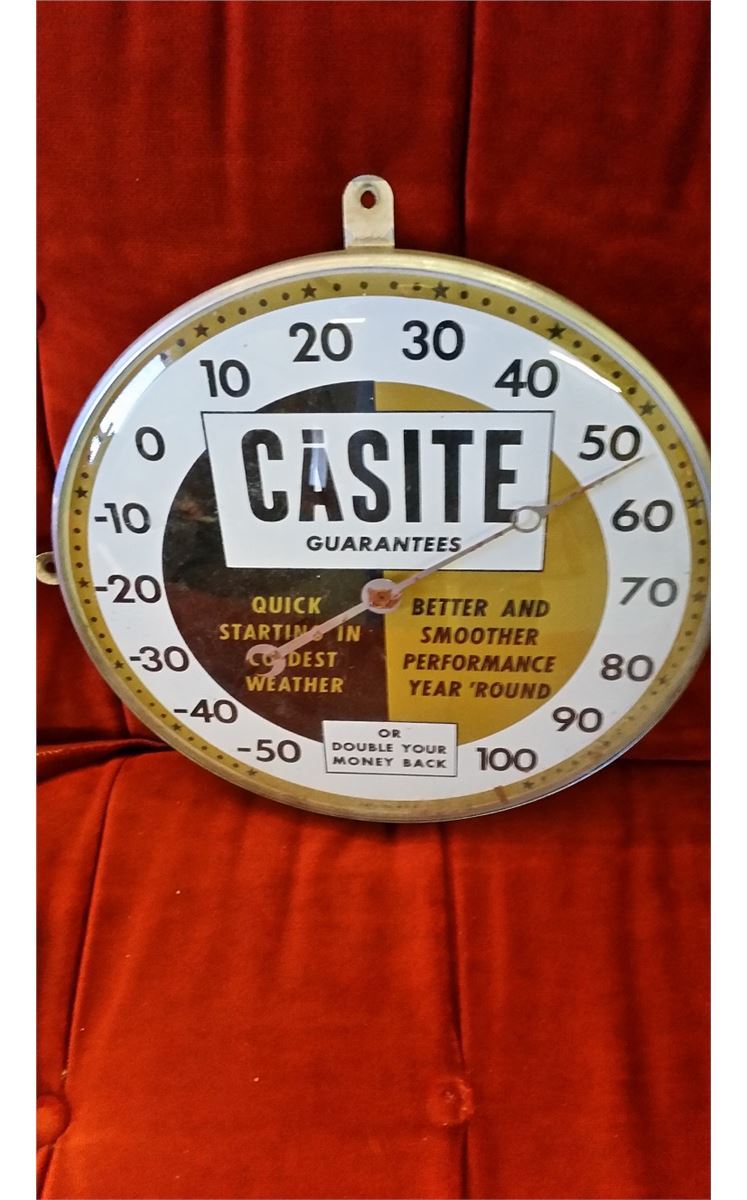 20 30
10 40
0 50
-10 60
-20 70
-30 80
-40 90
-50 100
CASITE
GUARANTEES
QUICK
STARTING IN
COLDEST
WEATHER
BETTER AND
SMOOTHER
PERFORMANCE
YEAR 'ROUND
OR
DOUBLE YOUR
MONEY BACK